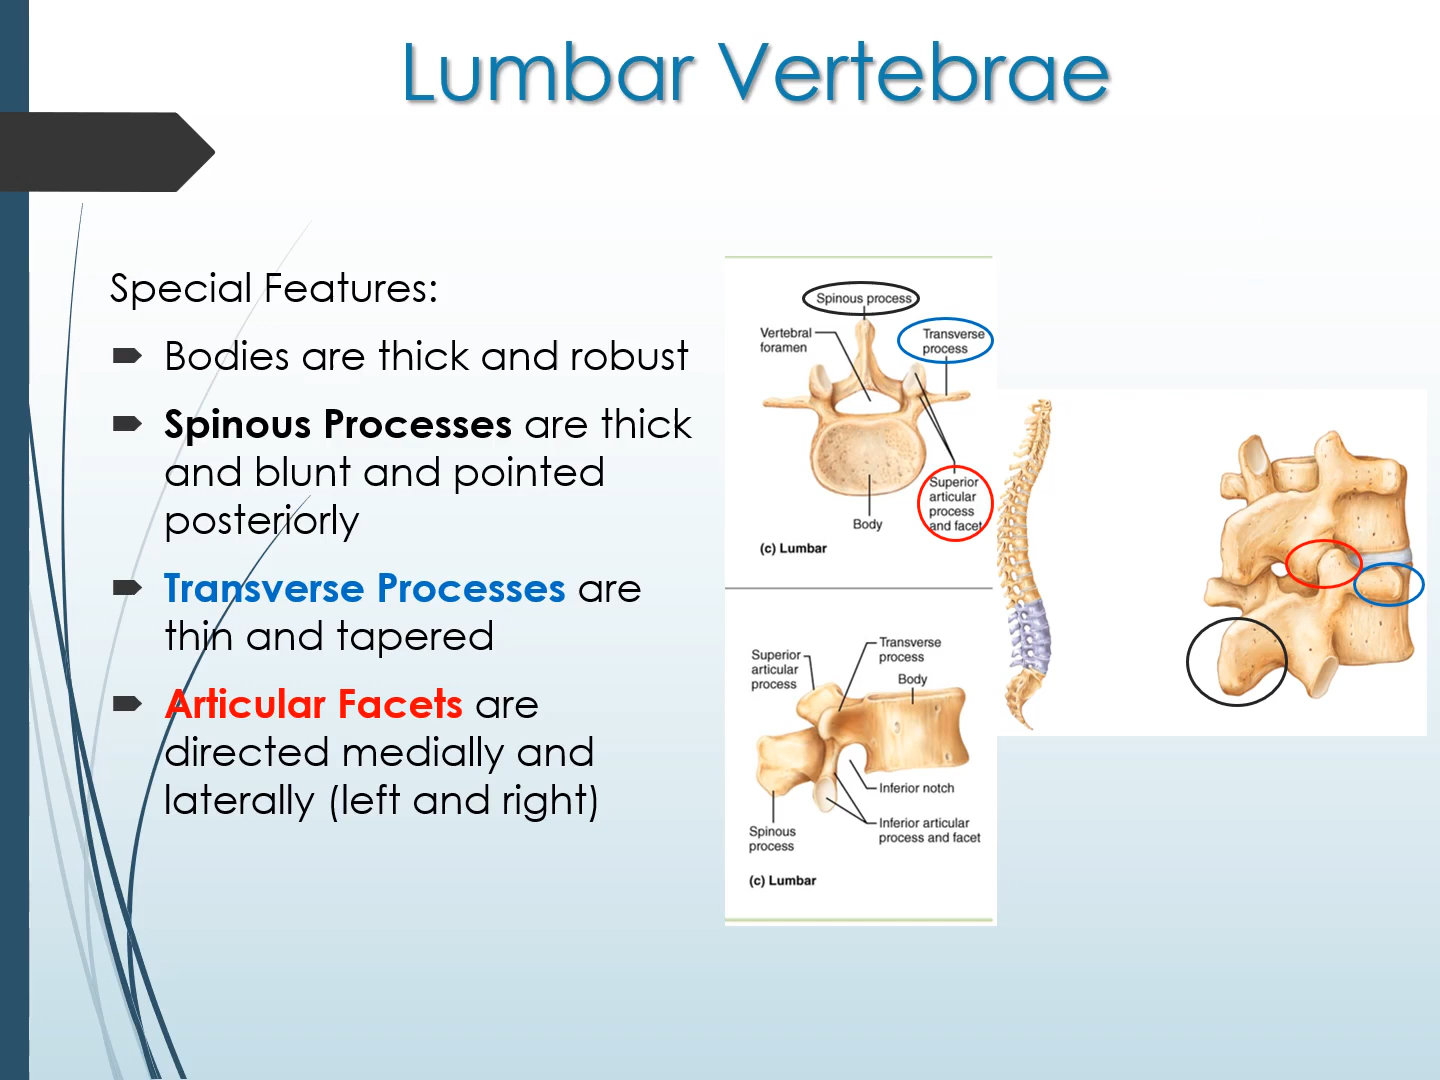 Lumbar Vertebrae
Special Features:
Bodies are thick and robust
Spinous Processes are thick
and blunt and pointed
posteriorly
Transverse Processes are
thin and tapered
Articular Facets are
directed medially and
laterally (left and right)
Spinous process
Vertebral
foramen
Transverse
process
Superior
articular
process
and facet
Body
(c) Lumbar
Superior
articular
process
Transverse
process
Body
Inferior notch
Inferior articular
process and facet
Spinous
process
(c) Lumbar